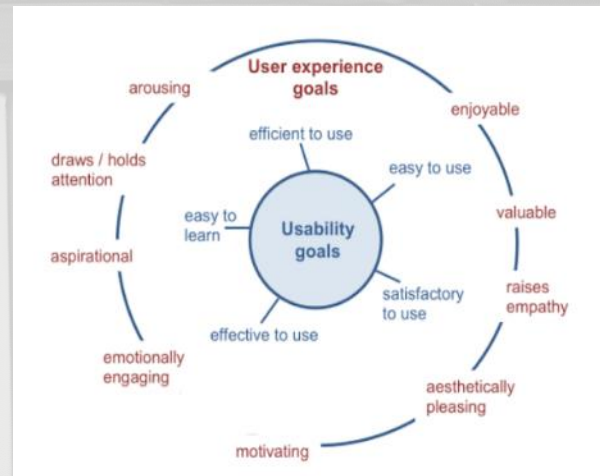 User experience
goals
arousing
enjoyable
efficient to use
draws / holds
attention
easy to use
easy to
learn
Usability
goals
valuable
aspirational
satisfactory
to use
raises
empathy
effective to use
emotionally
engaging
aesthetically
pleasing
motivating